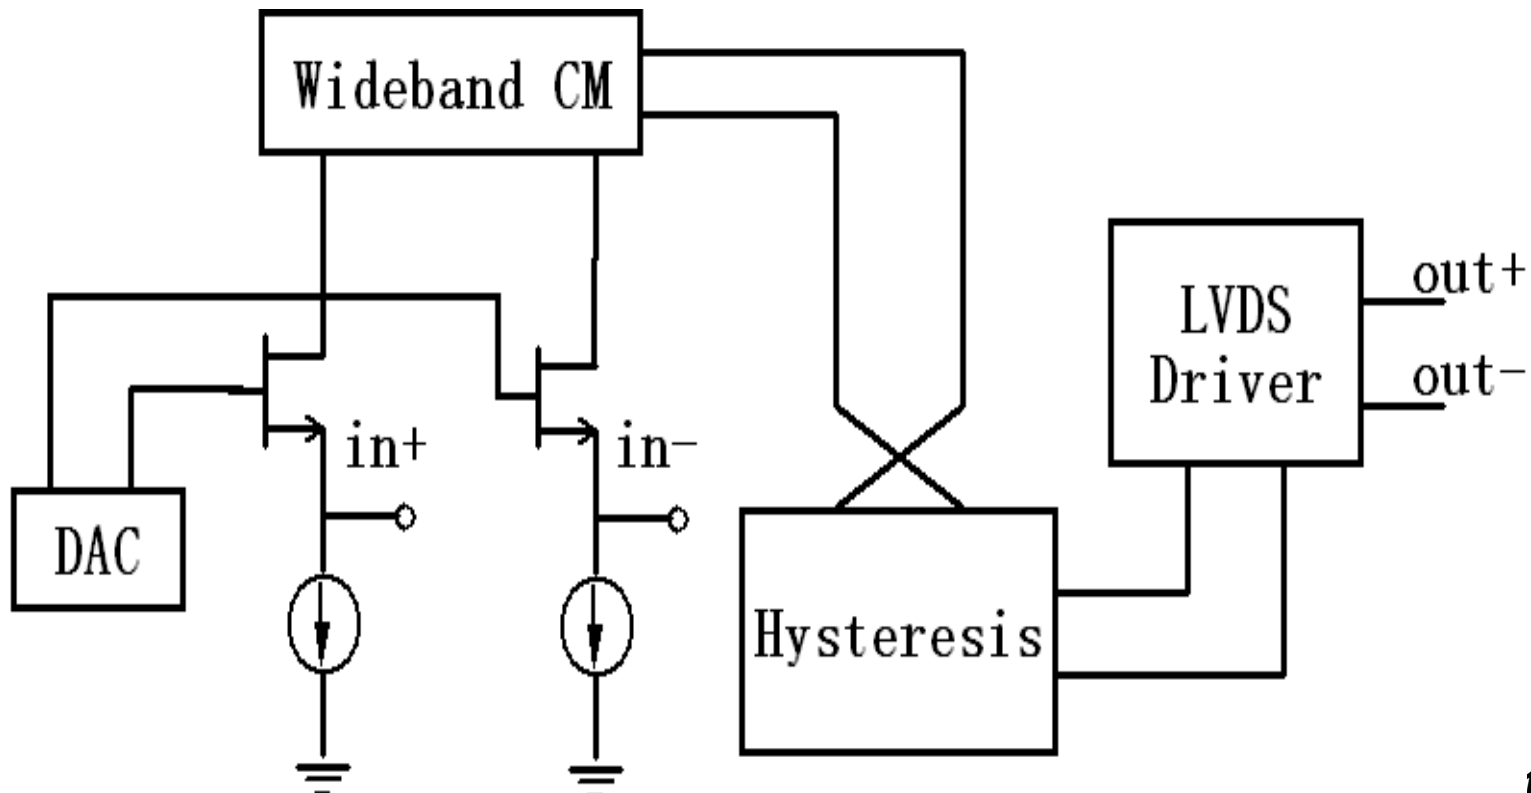 Wideband CM
out+
LVDS
Driver
out-
in+
in-
DAC
Hysteresis